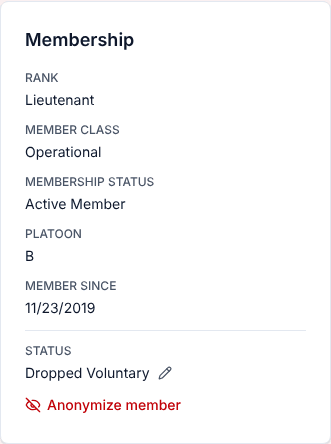 Membership
RANK
Lieutenant
MEMBER CLASS
Operational
MEMBERSHIP STATUS
Active Member
PLATOON
B
MEMBER SINCE
11/23/2019
STATUS
Dropped Voluntary
Anonymize member